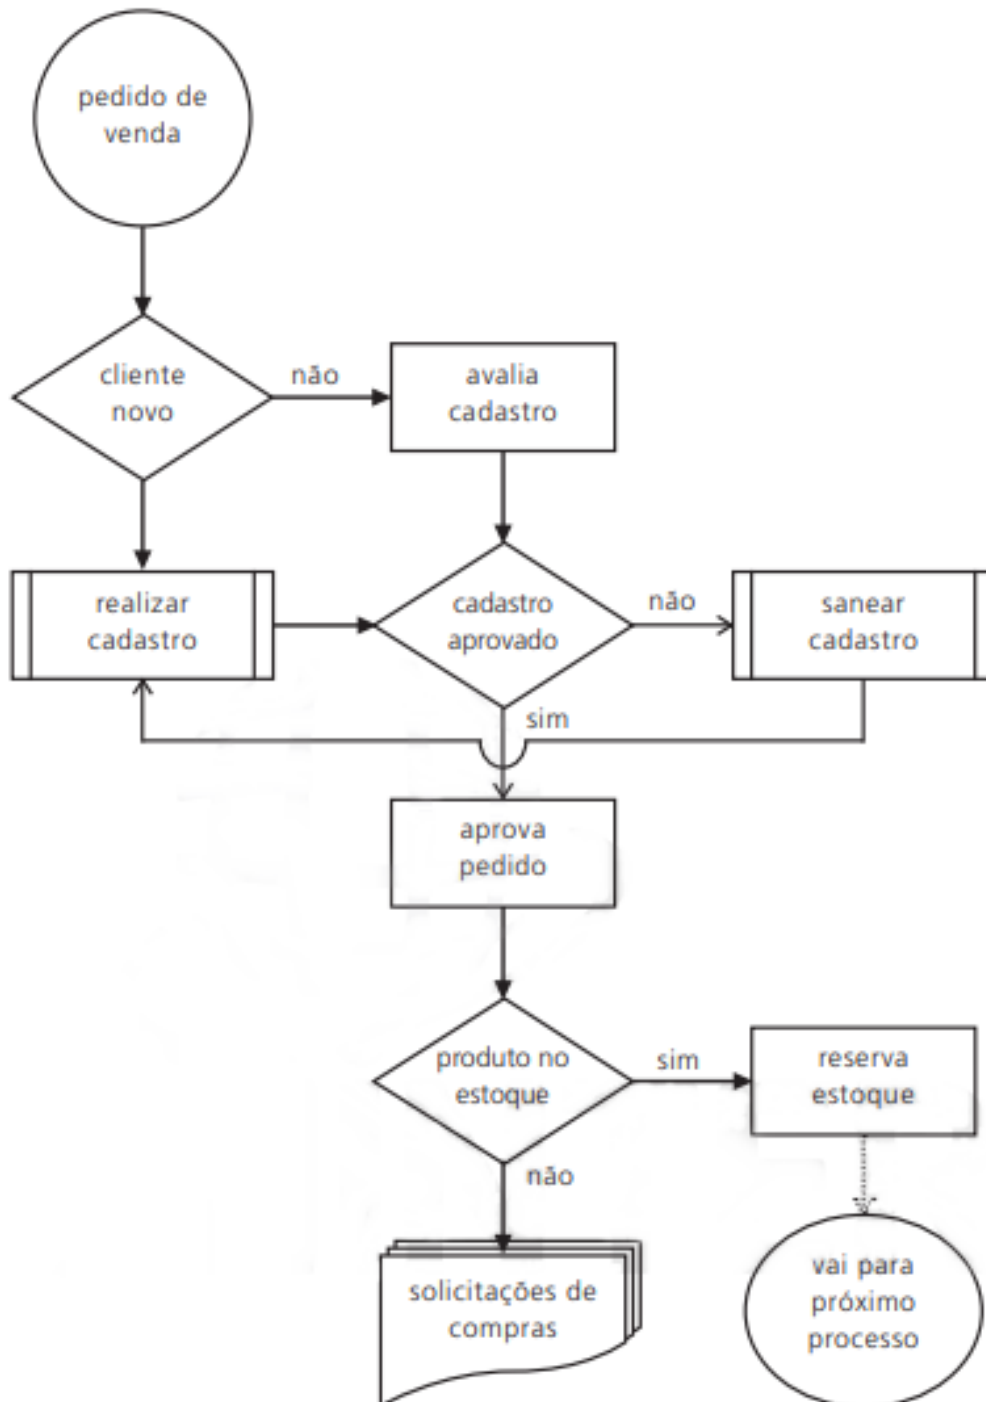 pedido de
venda
cliente
novo
não
avalia
cadastro
realizar
cadastro
cadastro
aprovado
não
sanear
cadastro
sim
aprova
pedido
produto no
estoque
sim
reserva
estoque
não
solicitações de
compras
vai para
próximo
processo